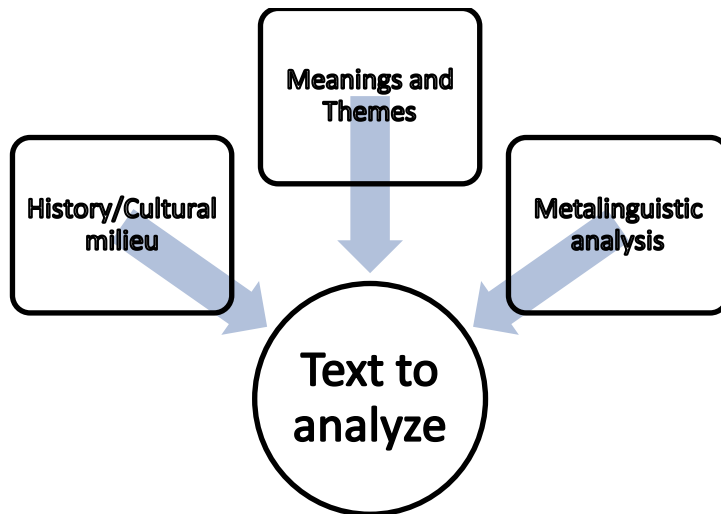 Meanings and
Themes
History/Cultural
milieu
Metalinguistic
analysis
Text to
analyze